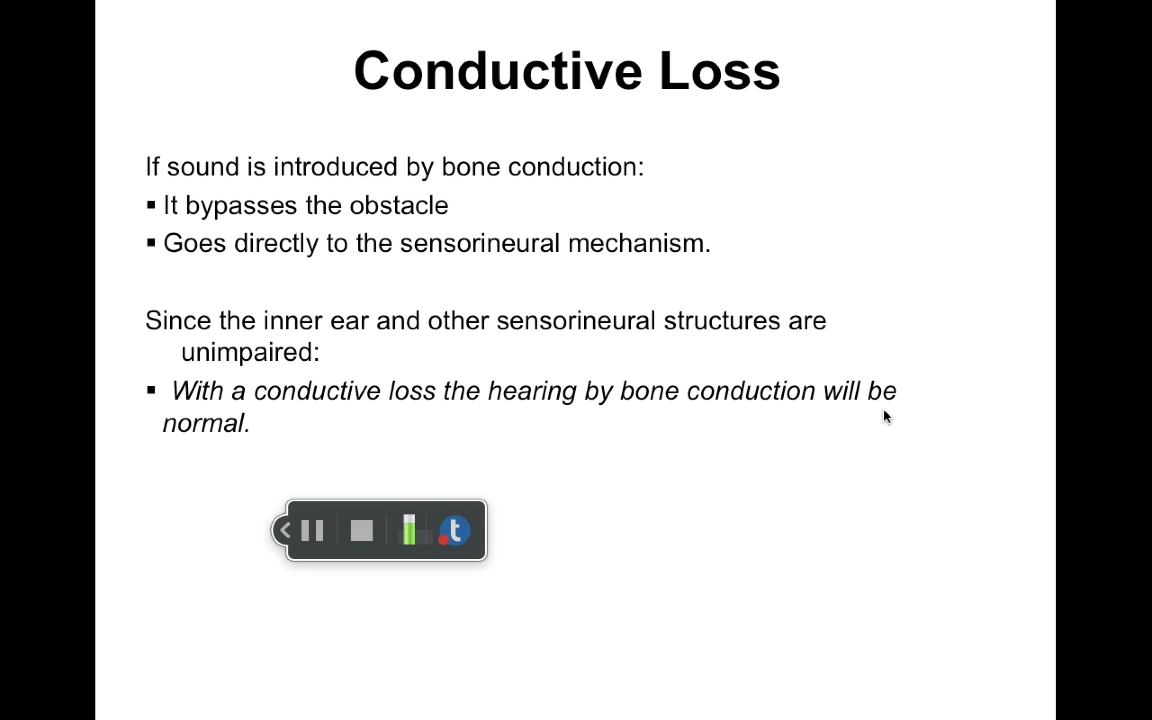 Conductive Loss
If sound is introduced by bone conduction:
▪ It bypasses the obstacle
▪ Goes directly to the sensorineural mechanism.
Since the inner ear and other sensorineural structures are
unimpaired:
▪ With a conductive loss the hearing by bone conduction will be
normal.
t